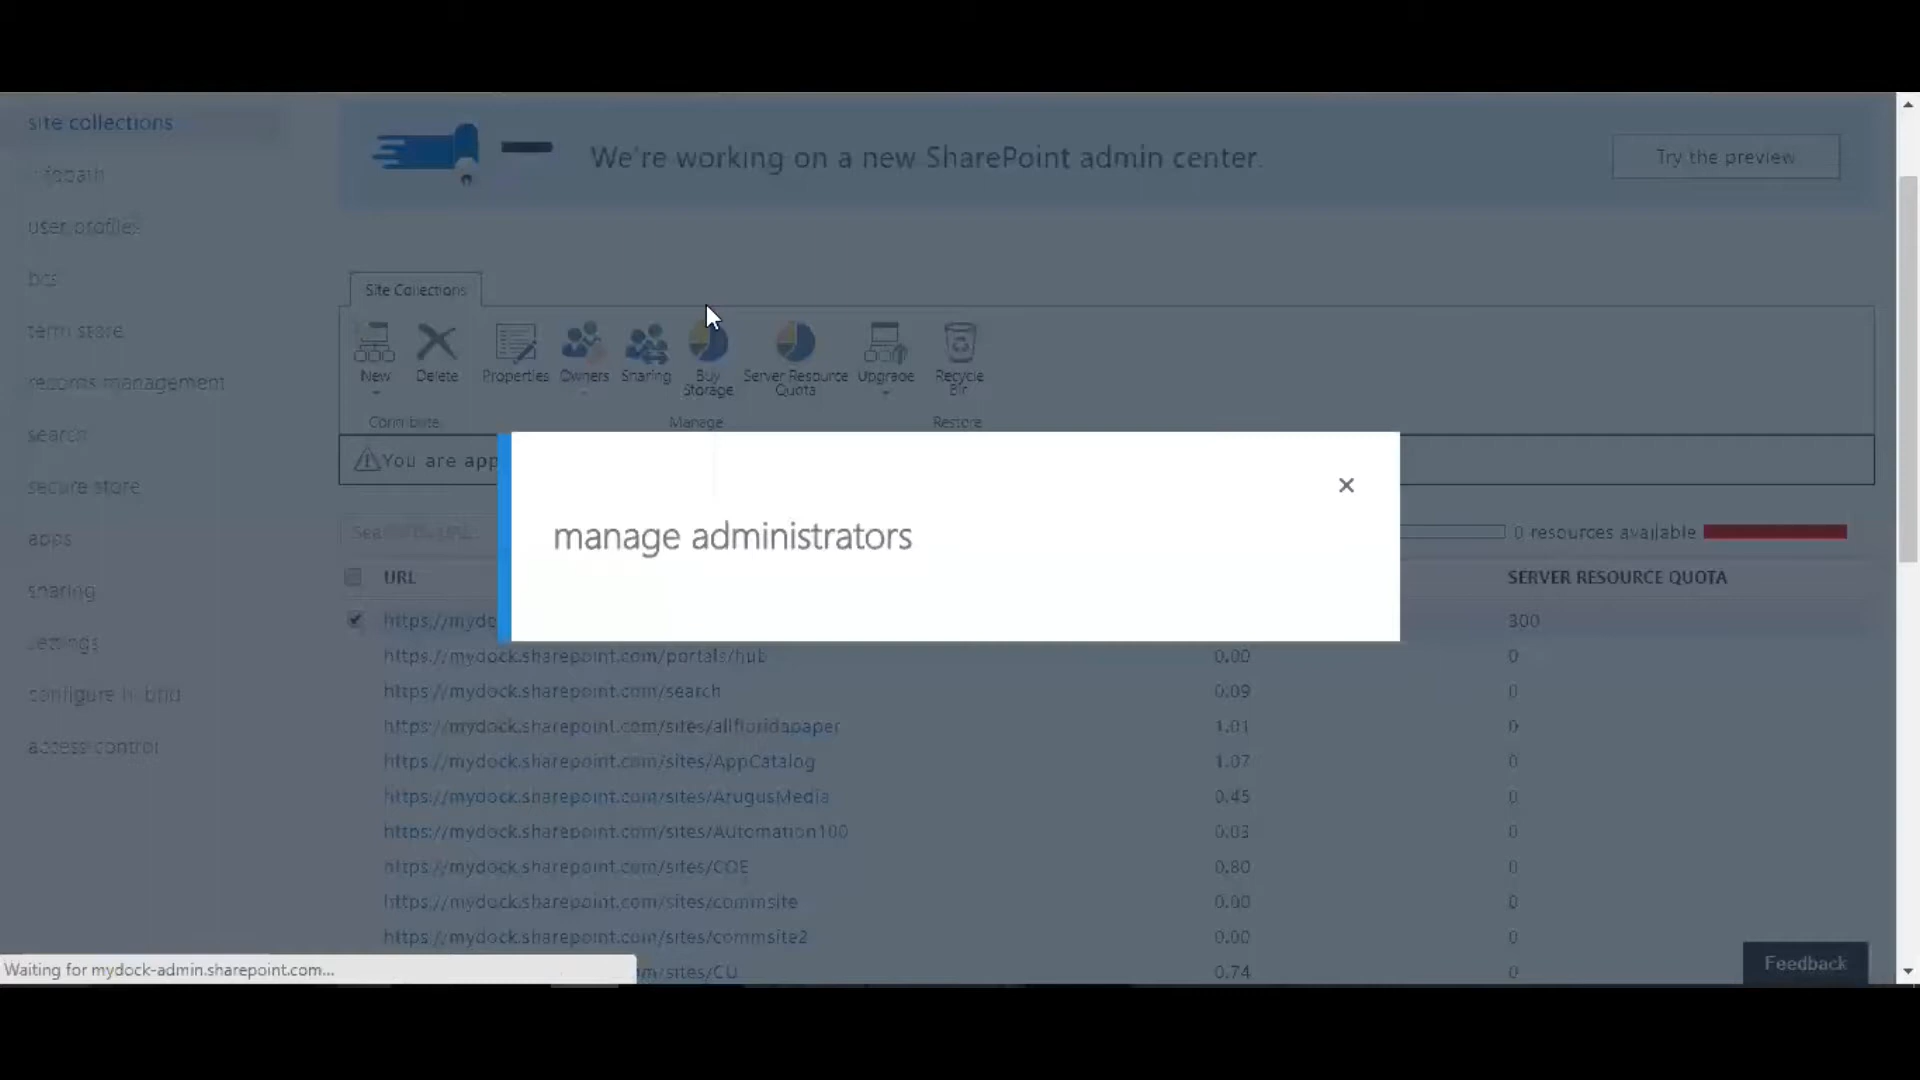 site collections
We're working on a new SharePoint admin center.
Try the preview
infopath
user profiles
bcs
Site Collections
term store
New
Delete
Properties
Owners
Sharing
Buy Storage
Server Resource Quota
Upgrade
Recycle Bin
records management
Contribute
Manage
Restore
search
You are app
secure store
manage administrators
0 resources available
apps
URL
SERVER RESOURCE QUOTA
sharing
https://mydo
300
settings
https://mydock.sharepoint.com/portals/hub 0.00 0
https://mydock.sharepoint.com/search 0.09 0
configure hybrid
https://mydock.sharepoint.com/sites/allfloridapaper 1.01 0
access control
https://mydock.sharepoint.com/sites/AppCatalog 1.07 0
https://mydock.sharepoint.com/sites/ArugusMedia 0.45 0
https://mydock.sharepoint.com/sites/Automation100 0.03 0
https://mydock.sharepoint.com/sites/COE 0.80 0
https://mydock.sharepoint.com/sites/commsite 0.00 0
https://mydock.sharepoint.com/sites/commsite2 0.00 0
Feedback
Waiting for mydock-admin.sharepoint.com...
m/sites/CU 0.74 0